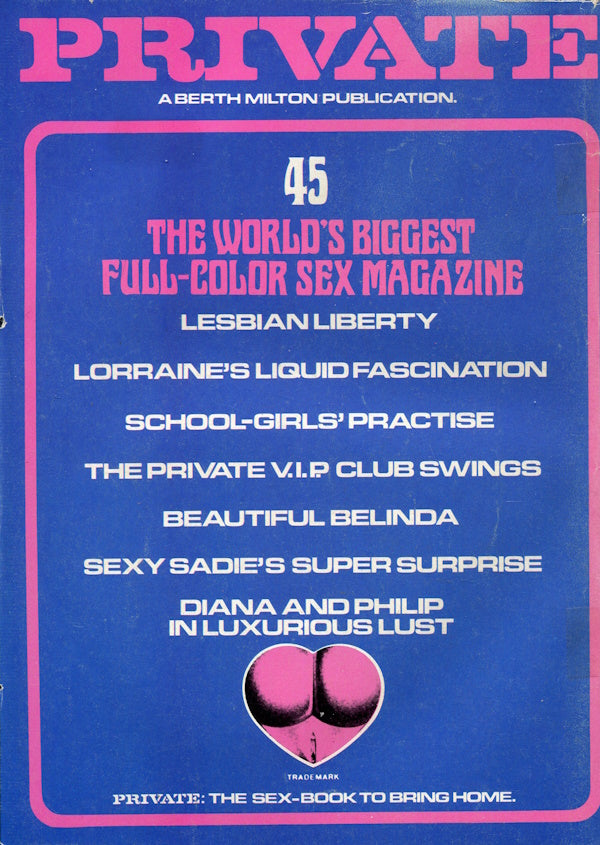 PRIVATE
A BERTH MILTON PUBLICATION.
45
THE WORLD'S BIGGEST
FULL-COLOR SEX MAGAZINE
LESBIAN LIBERTY
LORRAINE'S LIQUID FASCINATION
SCHOOL-GIRLS' PRACTISE
THE PRIVATE V.I.P. CLUB SWINGS
BEAUTIFUL BELINDA
SEXY SADIE'S SUPER SURPRISE
DIANA AND PHILIP
IN LUXURIOUS LUST
TRADEMARK
PRIVATE: THE SEX-BOOK TO BRING HOME.